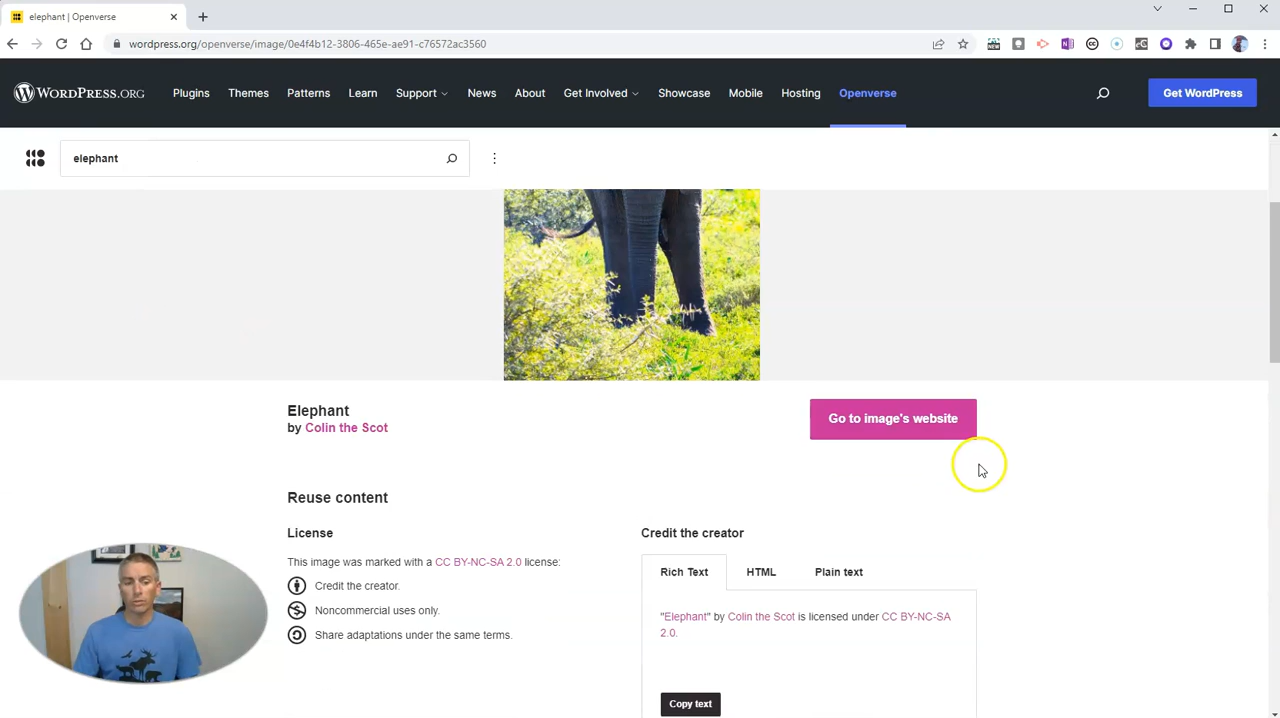 elephant | Openverse
wordpress.org/openverse/image/0e4f4b12-3806-465e-ae91-c76572ac3560
WORDPRESS.ORG Plugins Themes Patterns Learn Support News About Get Involved Showcase Mobile Hosting Openverse Get WordPress
elephant
Elephant
by Colin the Scot
Go to image's website
Reuse content
License
This image was marked with a CC BY-NC-SA 2.0 license:
Credit the creator.
Noncommercial uses only.
Share adaptations under the same terms.
Credit the creator
Rich Text HTML Plain text
"Elephant" by Colin the Scot is licensed under CC BY-NC-SA
2.0.
Copy text